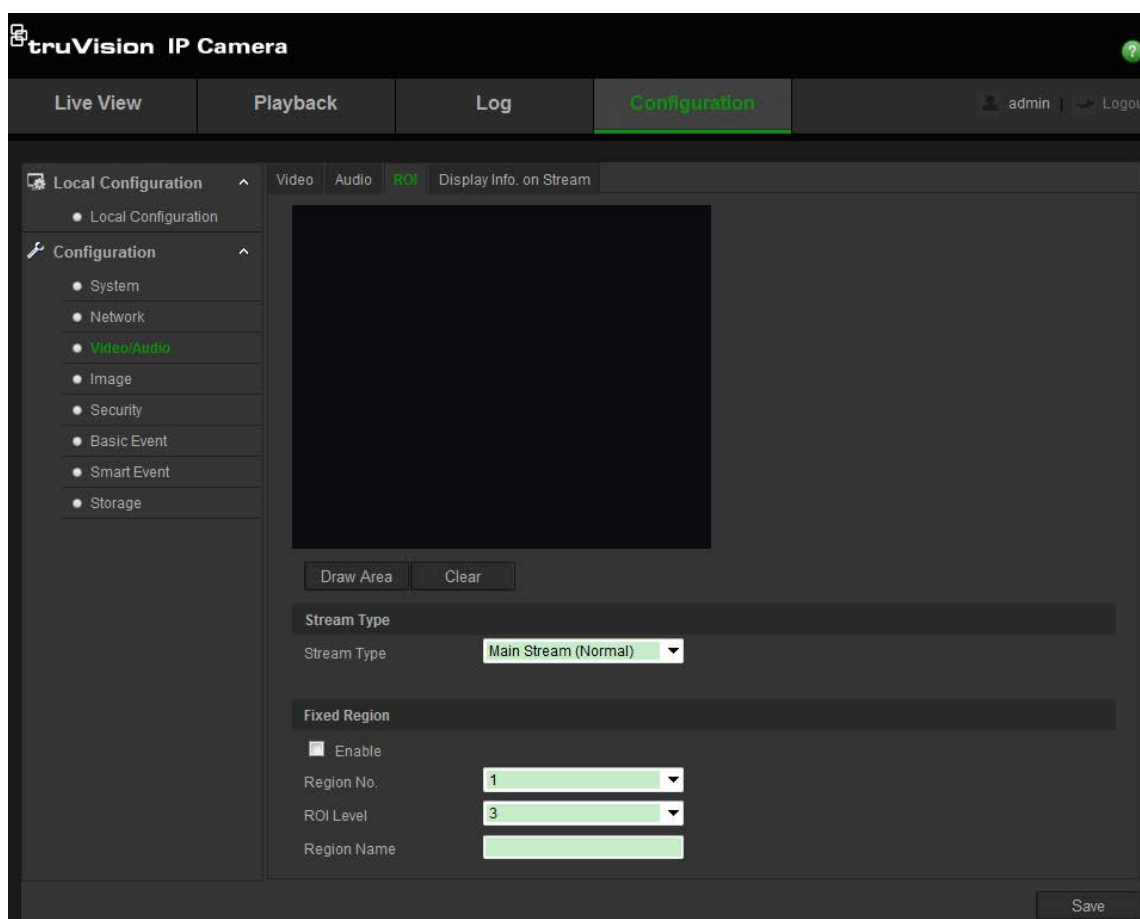 truVision IP Camera
?
Live View Playback Log Configuration admin | Logou
Local Configuration
Local Configuration
Configuration
System
Network
Video/Audio
Image
Security
Basic Event
Smart Event
Storage
Video Audio ROI Display Info. on Stream
Draw Area Clear
Stream Type
Stream Type Main Stream (Normal)
Fixed Region
Enable
Region No. 1
ROI Level 3
Region Name
Save